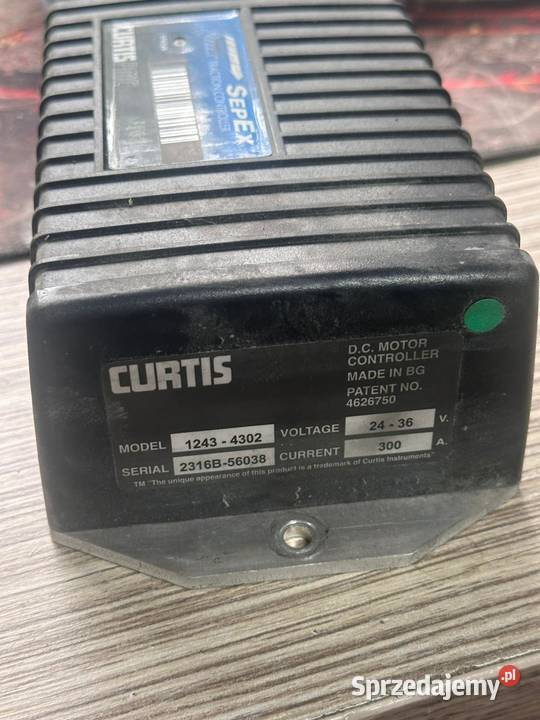 CURTIS
SEPEX
CURTIS
D.C. MOTOR
CONTROLLER
MADE IN BG
PATENT NO.
4626750
MODEL 1243 - 4302 VOLTAGE 24 - 36 V.
SERIAL 2316B-56038 CURRENT 300 A.
TM "The unique appearance of this product is a trademark of Curtis Instruments"
Sprzedajemy.pl